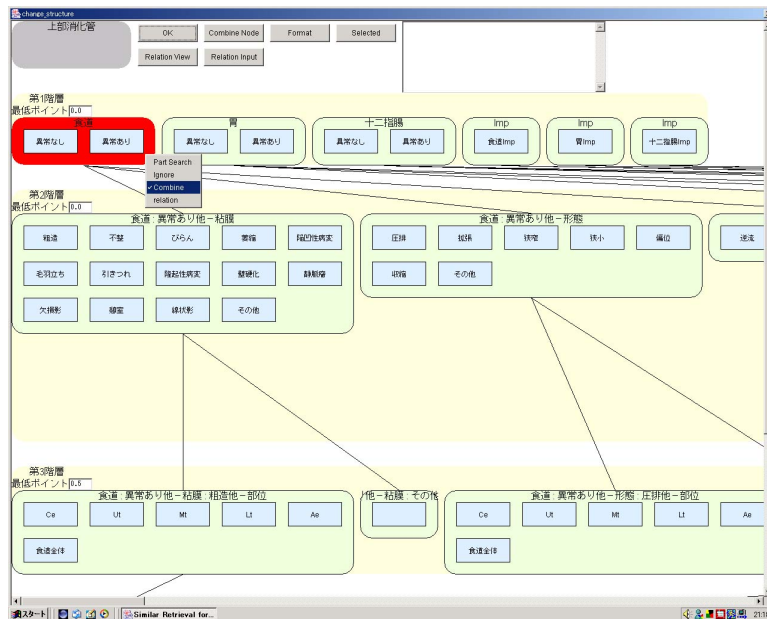 change_structure
上部消化管
OK Combine Node Format Selected
Relation View Relation Input
第1階層
最低ポイント 0.0
食道 胃 十二指腸 Imp Imp Imp
異常なし 異常あり 異常なし 異常あり 異常なし 異常あり 食道Imp 胃Imp 十二指腸Imp
Part Search
Ignore
Combine
relation
第2階層
最低ポイント 0.0
食道:異常あり他-粘膜 食道:異常あり他-形態
粗造 不整 びらん 萎縮 陥凹性病変 圧排 拡張 狭窄 狭小 偏位 逆流
毛羽立ち 引きつれ 隆起性病変 壁硬化 静脈瘤 収縮 その他
欠損影 線状影 その他
第3階層
最低ポイント 0.5
食道:異常あり他-粘膜:粗造他-部位 他-粘膜:その他 食道:異常あり他-形態:圧排他-部位
Ce Ut Mt Lt Ae Ce Ut Mt Lt Ae
食道全体 食道全体
スタート Similar Retrieval for...